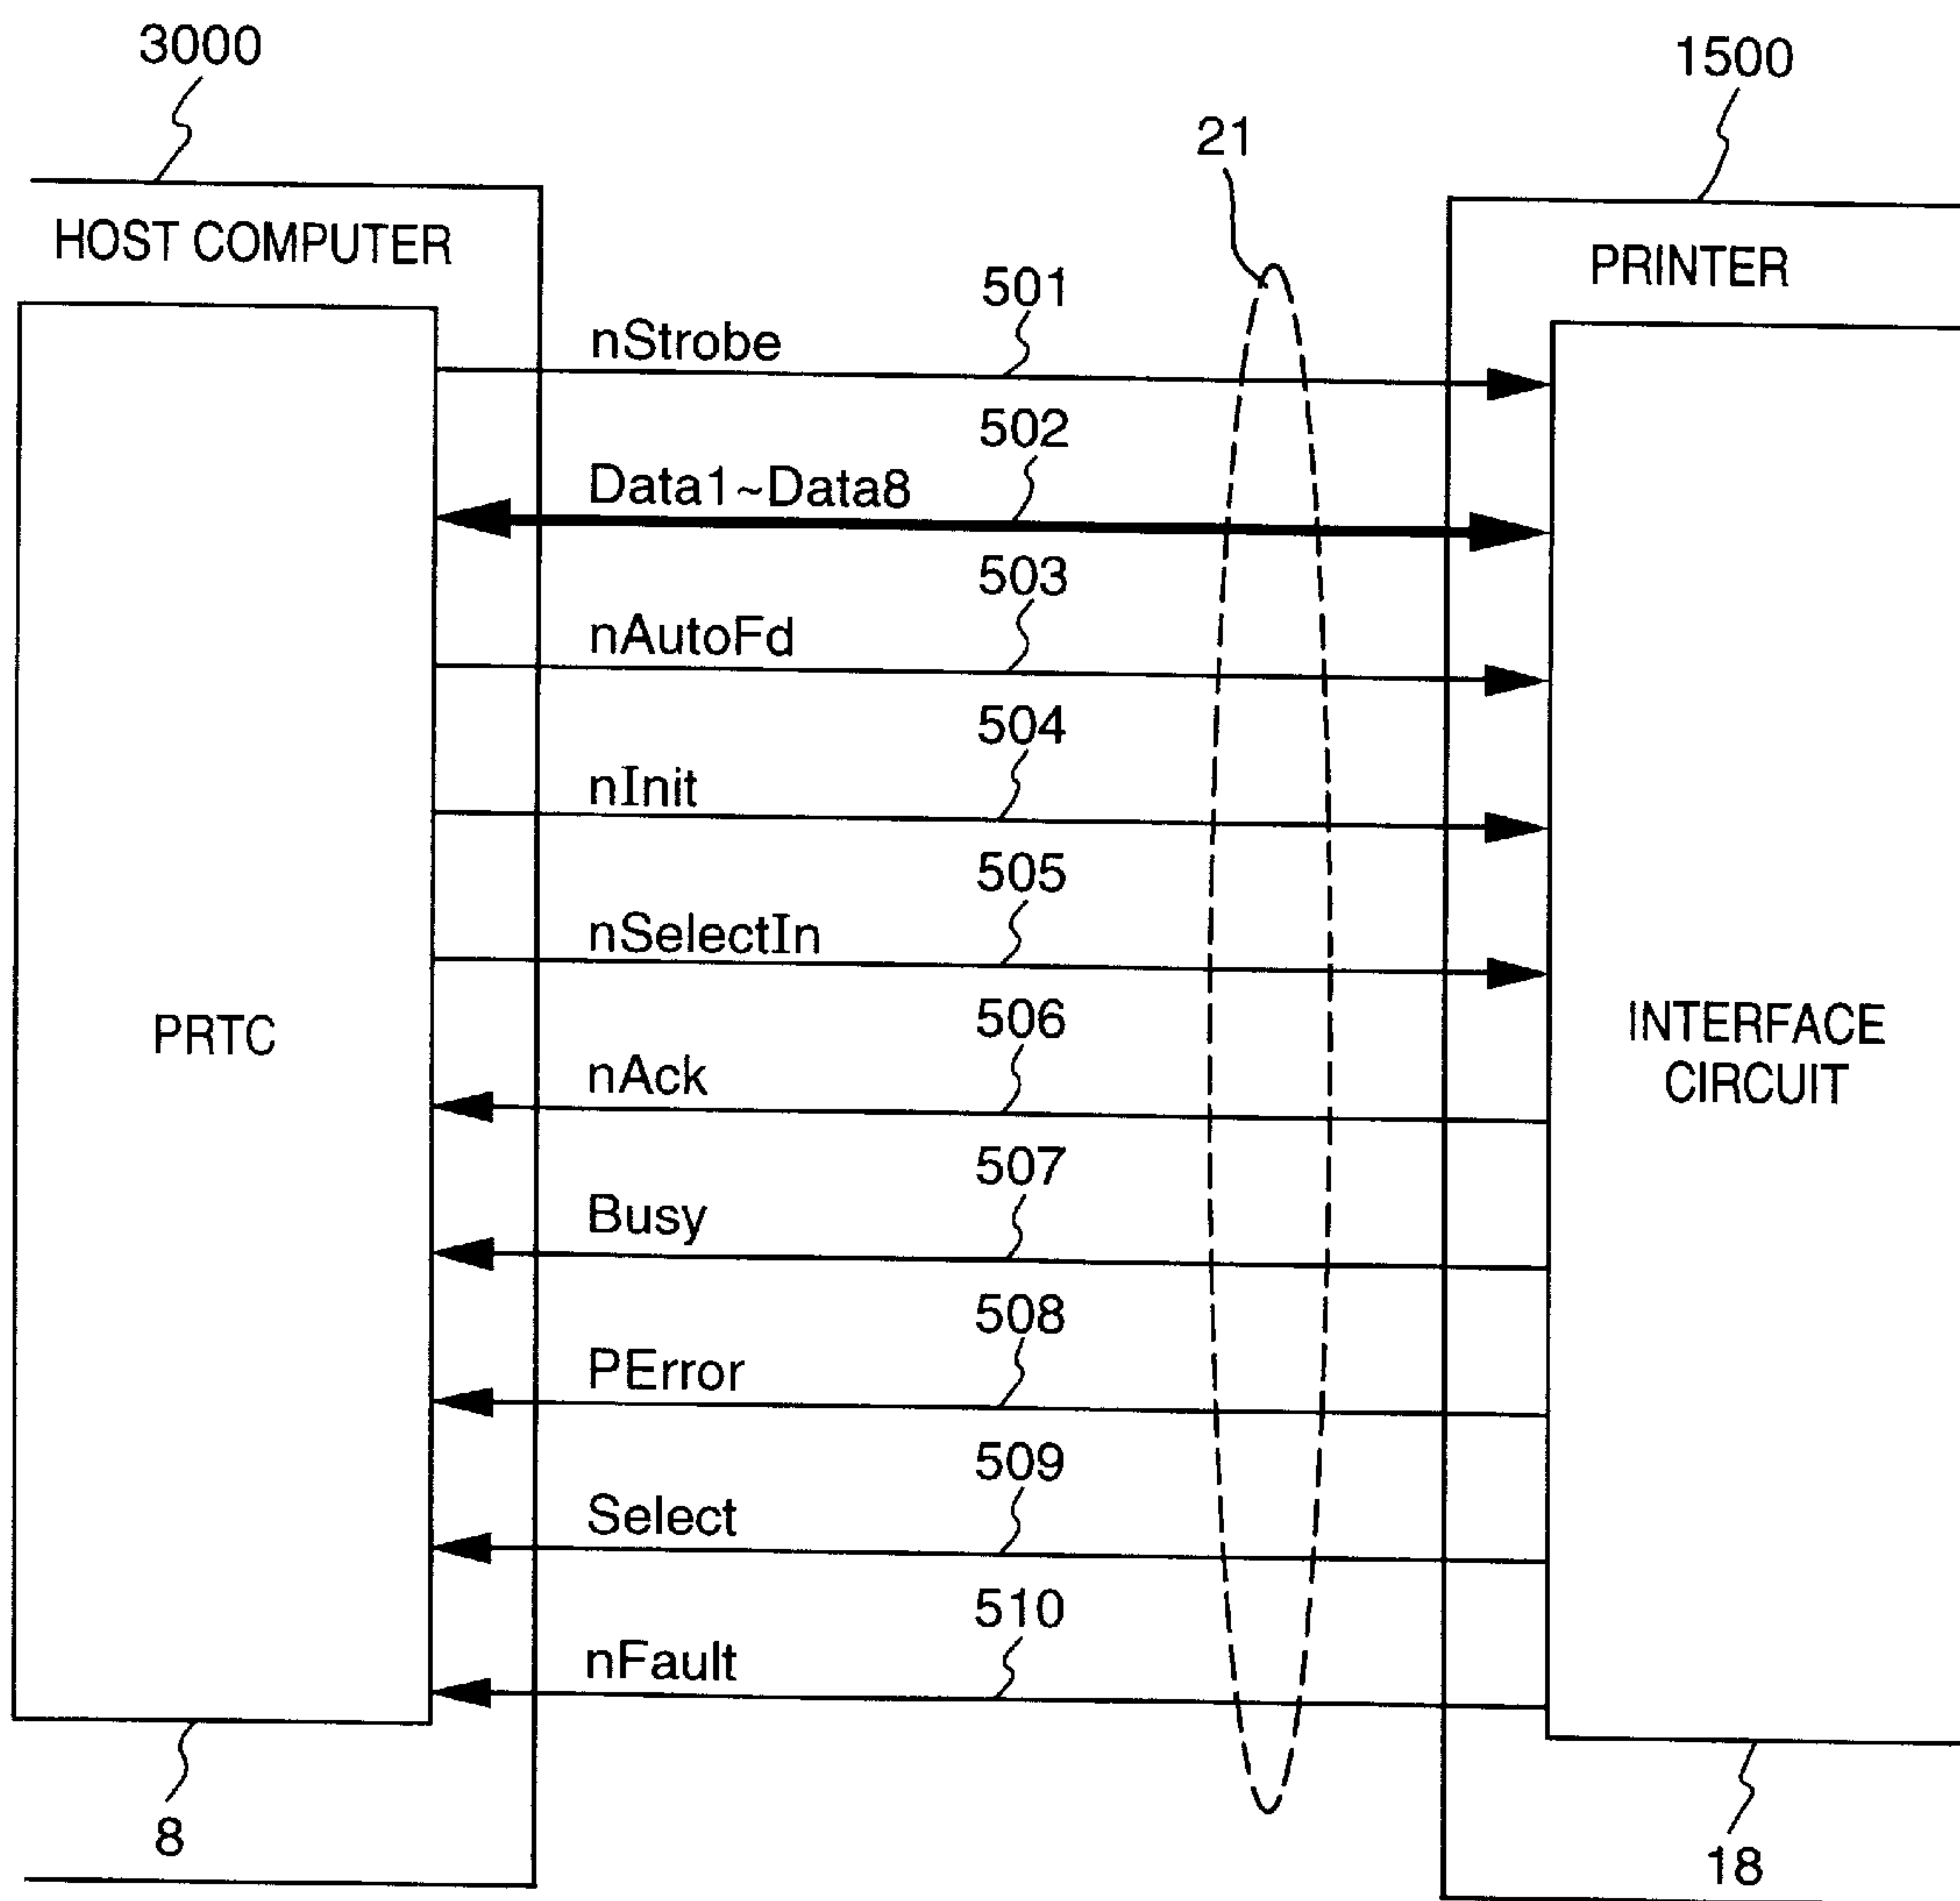 3000
1500
21
HOST COMPUTER
PRINTER
501
nStrobe
502
Data1~Data8
503
nAutoFd
504
nInit
505
nSelectIn
PRTC
506
nAck
INTERFACE
CIRCUIT
507
Busy
508
PError
509
Select
510
nFault
8
18